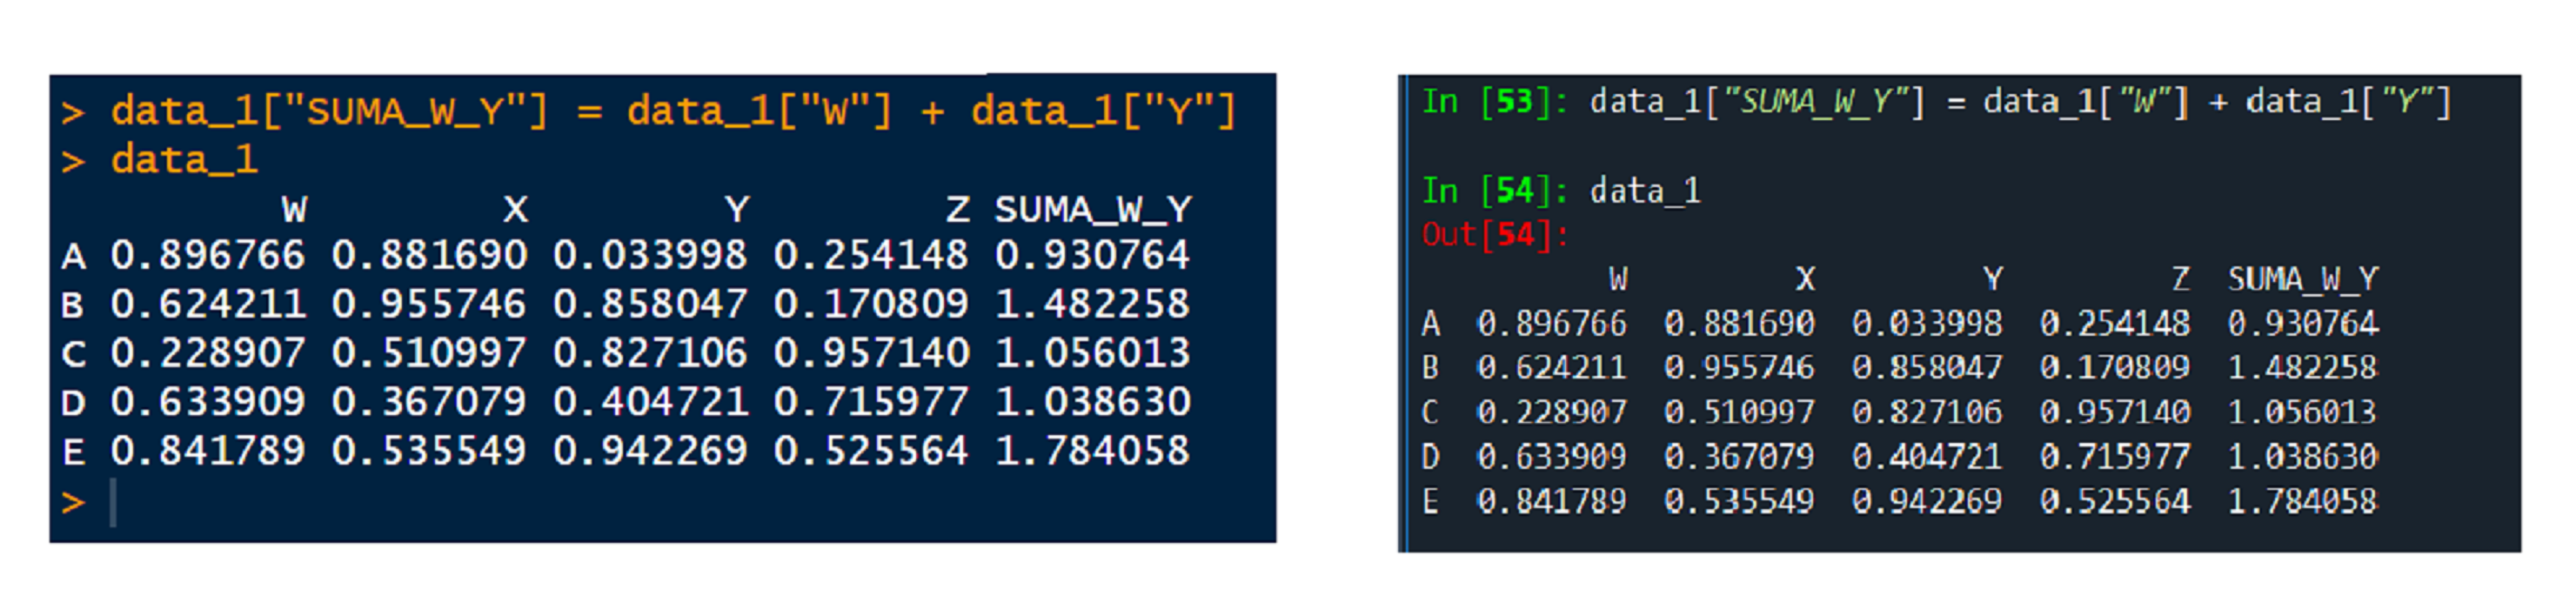 > data_1["SUMA_W_Y"] = data_1["W"] + data_1["Y"]
> data_1
W X Y Z SUMA_W_Y
A 0.896766 0.881690 0.033998 0.254148 0.930764
B 0.624211 0.955746 0.858047 0.170809 1.482258
C 0.228907 0.510997 0.827106 0.957140 1.056013
D 0.633909 0.367079 0.404721 0.715977 1.038630
E 0.841789 0.535549 0.942269 0.525564 1.784058
>
In [53]: data_1["SUMA_W_Y"] = data_1["W"] + data_1["Y"]
In [54]: data_1
Out[54]:
W X Y Z SUMA_W_Y
A 0.896766 0.881690 0.033998 0.254148 0.930764
B 0.624211 0.955746 0.858047 0.170809 1.482258
C 0.228907 0.510997 0.827106 0.957140 1.056013
D 0.633909 0.367079 0.404721 0.715977 1.038630
E 0.841789 0.535549 0.942269 0.525564 1.784058